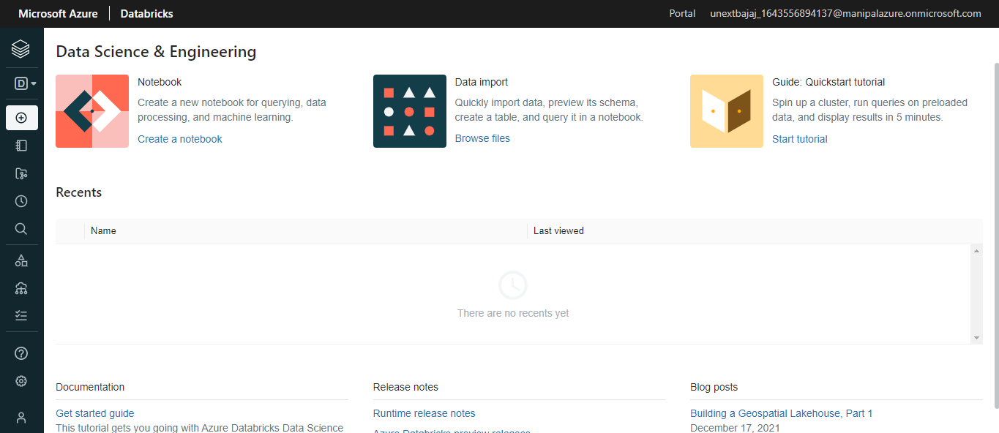 Microsoft Azure Databricks Portal unextbajaj_1643556894137@manipalazure.onmicrosoft.com
D
Data Science & Engineering
Notebook
Create a new notebook for querying, data
processing, and machine learning.
Create a notebook
Data import
Quickly import data, preview its schema,
create a table, and query it in a notebook.
Browse files
Guide: Quickstart tutorial
Spin up a cluster, run queries on preloaded
data, and display results in 5 minutes.
Start tutorial
Recents
Name Last viewed
There are no recents yet
Documentation
Get started guide
This tutorial gets you going with Azure Databricks Data Science
Release notes
Runtime release notes
Azure Databricks preview releases
Blog posts
Building a Geospatial Lakehouse, Part 1
December 17, 2021